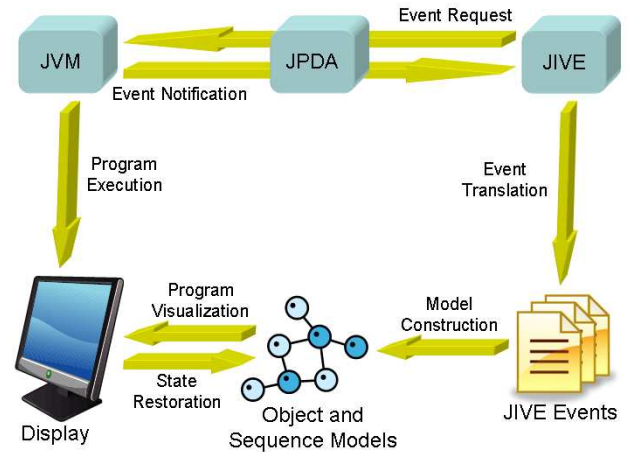 Event Request
JVM
JPDA
JIVE
Event Notification
Program
Execution
Event
Translation
Program
Visualization
Model
Construction
State
Restoration
Display
Object and
Sequence Models
JIVE Events